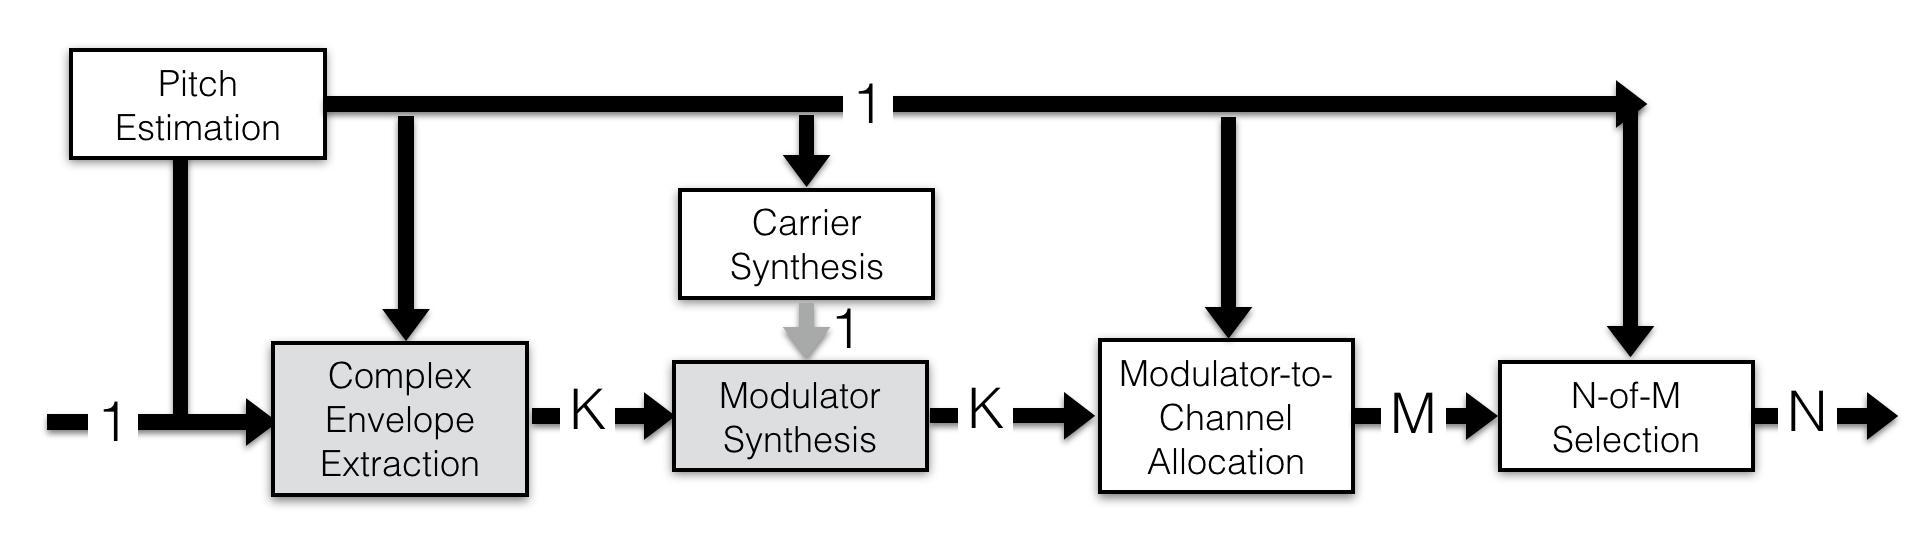 Pitch
Estimation
1
Carrier
Synthesis
1
1
Complex
Envelope
Extraction
K
Modulator
Synthesis
K
Modulator-to-
Channel
Allocation
M
N-of-M
Selection
N